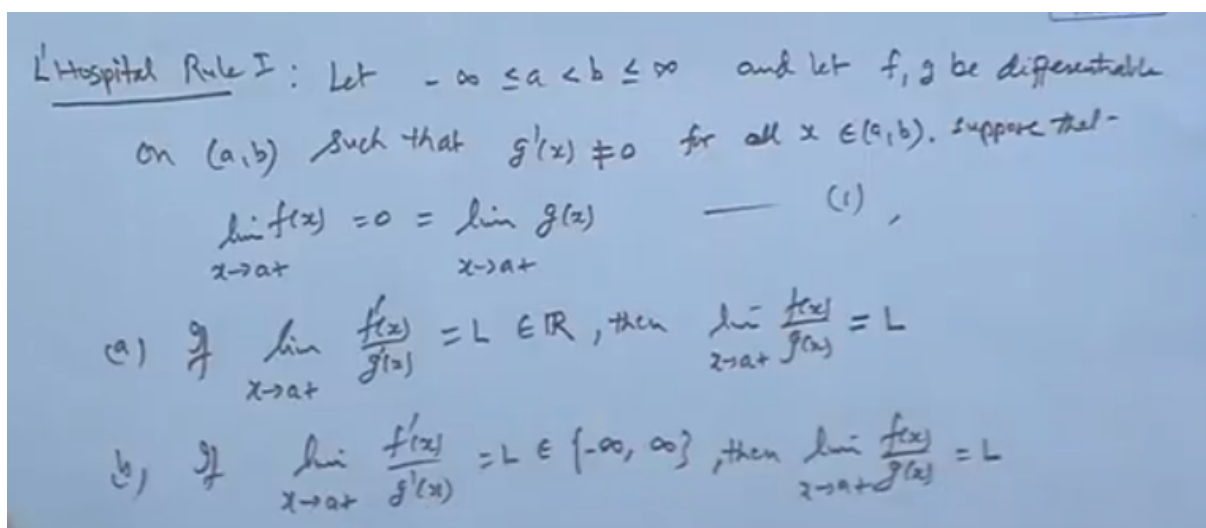 L'Hospital Rule I : Let - ∞ ≤ a < b ≤ ∞ and let f, g be differentiable
on (a,b) such that g'(x) ≠ 0 for all x ∈ (a,b). Suppose that
lim f(x) = 0 = lim g(x) — (1),
x→a+ x→a+
(a) If lim f'(x)/g'(x) = L ∈ ℝ, then lim f(x)/g(x) = L
x→a+ x→a+
b) If lim f'(x)/g'(x) = L ∈ {-∞, ∞}, then lim f(x)/g(x) = L
x→a+ x→a+